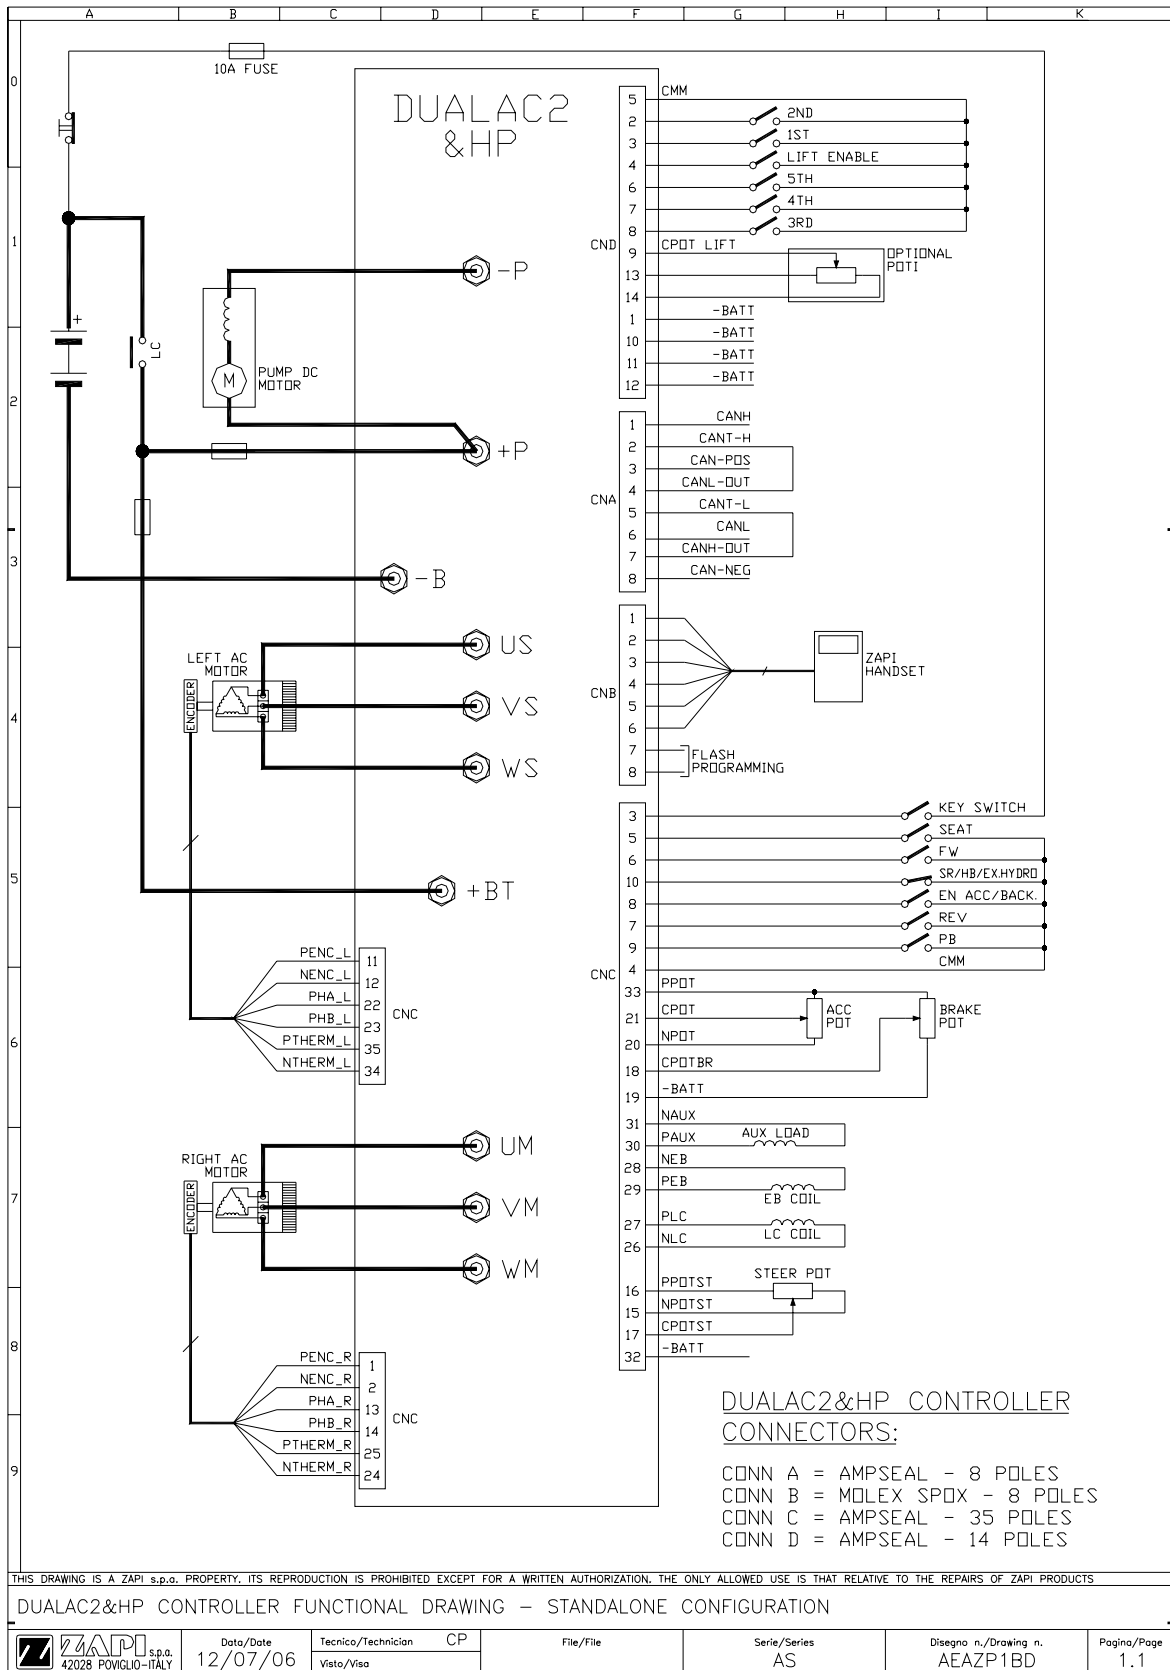 A B C D E F G H I K
0
1
2
3
4
5
6
7
8
9
10A FUSE
DUALAC2
&HP
5 CMM
2 2ND
3 1ST
4 LIFT ENABLE
6 5TH
7 4TH
8 3RD
CND
9 CPOT LIFT
13
14
OPTIONAL
POTI
1 -BATT
10 -BATT
11 -BATT
12 -BATT
-P
+
LC
M
PUMP DC
MOTOR
+P
CNA
1 CANH
2 CANT-H
3 CAN-POS
4 CANL-OUT
5 CANT-L
6 CANL
7 CANH-OUT
8 CAN-NEG
-B
CNB
1
2
3
4
5
6
7
8
ZAPI
HANDSET
FLASH
PROGRAMMING
LEFT AC
MOTOR
ENCODER
US
VS
WS
+BT
3 KEY SWITCH
5 SEAT
6 FW
10 SR/HB/EX.HYDRO
8 EN ACC/BACK.
7 REV
9 PB
CNC
4 CMM
33 PPOT
21 CPOT
20 NPOT
ACC
POT
BRAKE
POT
18 CPOTBR
19 -BATT
31 NAUX
30 PAUX AUX LOAD
28 NEB
29 PEB EB COIL
27 PLC
26 NLC LC COIL
STEER POT
16 PPOTST
15 NPOTST
17 CPOTST
32 -BATT
PENC_L 11
NENC_L 12
PHA_L 22
PHB_L 23
PTHERM_L 35
NTHERM_L 34
CNC
RIGHT AC
MOTOR
ENCODER
UM
VM
WM
PENC_R 1
NENC_R 2
PHA_R 13
PHB_R 14
PTHERM_R 25
NTHERM_R 24
CNC
DUALAC2&HP CONTROLLER
CONNECTORS:
CONN A = AMPSEAL - 8 POLES
CONN B = MOLEX SPOX - 8 POLES
CONN C = AMPSEAL - 35 POLES
CONN D = AMPSEAL - 14 POLES
THIS DRAWING IS A ZAPI s.p.a. PROPERTY. ITS REPRODUCTION IS PROHIBITED EXCEPT FOR A WRITTEN AUTHORIZATION. THE ONLY ALLOWED USE IS THAT RELATIVE TO THE REPAIRS OF ZAPI PRODUCTS
DUALAC2&HP CONTROLLER FUNCTIONAL DRAWING - STANDALONE CONFIGURATION
ZAPI s.p.a.
42028 POVIGLIO-ITALY
Data/Date
12/07/06
Tecnico/Technician CP
Visto/Visa
File/File
Serie/Series
AS
Disegno n./Drawing n.
AEAZP1BD
Pagina/Page
1.1